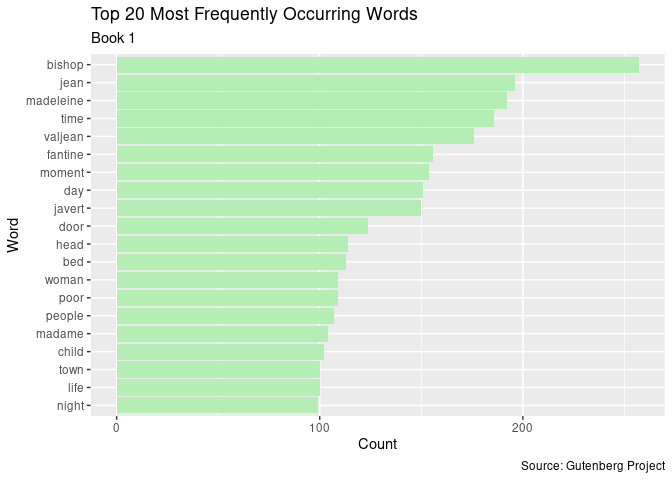 Top 20 Most Frequently Occurring Words
Book 1
bishop
jean
madeleine
time
valjean
fantine
moment
day
javert
door
head
bed
woman
poor
people
madame
child
town
life
night
Word
0 100 200
Count
Source: Gutenberg Project